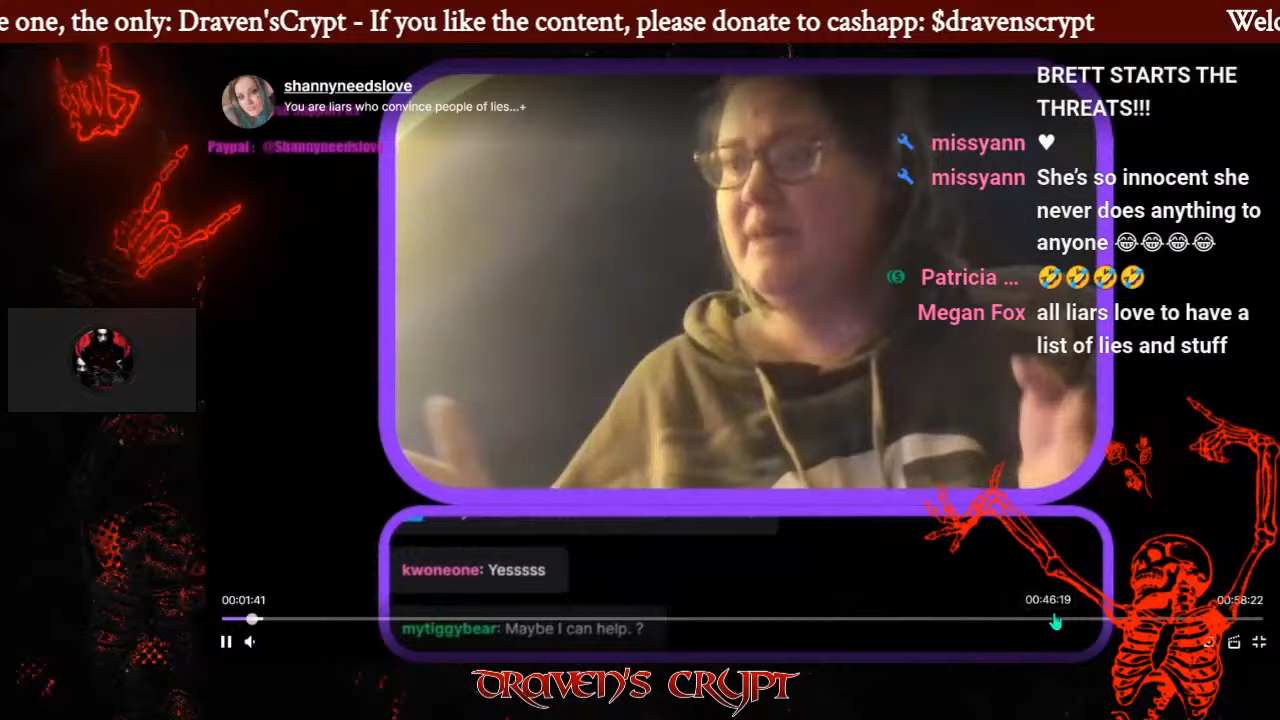 e one, the only: Draven'sCrypt - If you like the content, please donate to cashapp: $dravenscrypt
Welc
shannyneedslove
You are liars who convince people of lies...+
Paypal: @Shannyneedslove
BRETT STARTS THE
THREATS!!!
missyann ♥
missyann She's so innocent she
never does anything to
anyone 😂😂😂😂
Patricia ... 🤣🤣🤣🤣
Megan Fox all liars love to have a
list of lies and stuff
kwoneone: Yesssss
mytiggybear: Maybe I can help. ?
00:01:41
00:46:19
00:58:22
DRAVEN'S CRYPT